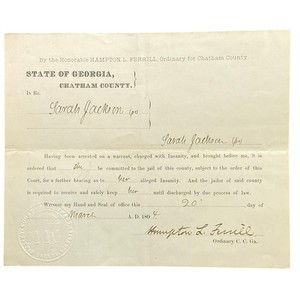 By the Honorable HAMPTON L. FERRILL, Ordinary for Chatham County
STATE OF GEORGIA,
CHATHAM COUNTY.
To Re
Sarah Jackson
Sarah Jackson
Having been arrested on a warrant, charged with Insanity, and brought before me, it is
ordered that She be committed to the jail of this county, subject to the order of this
Court, for a further hearing as to her alleged Insanity. And the jailor of said county
is required to receive and safely keep her until discharged by due process of law.
Witness my Hand and Seal of office this 20 day of
A. D. 1894
Hampton L. Ferrill
Ordinary C. C. Ga.